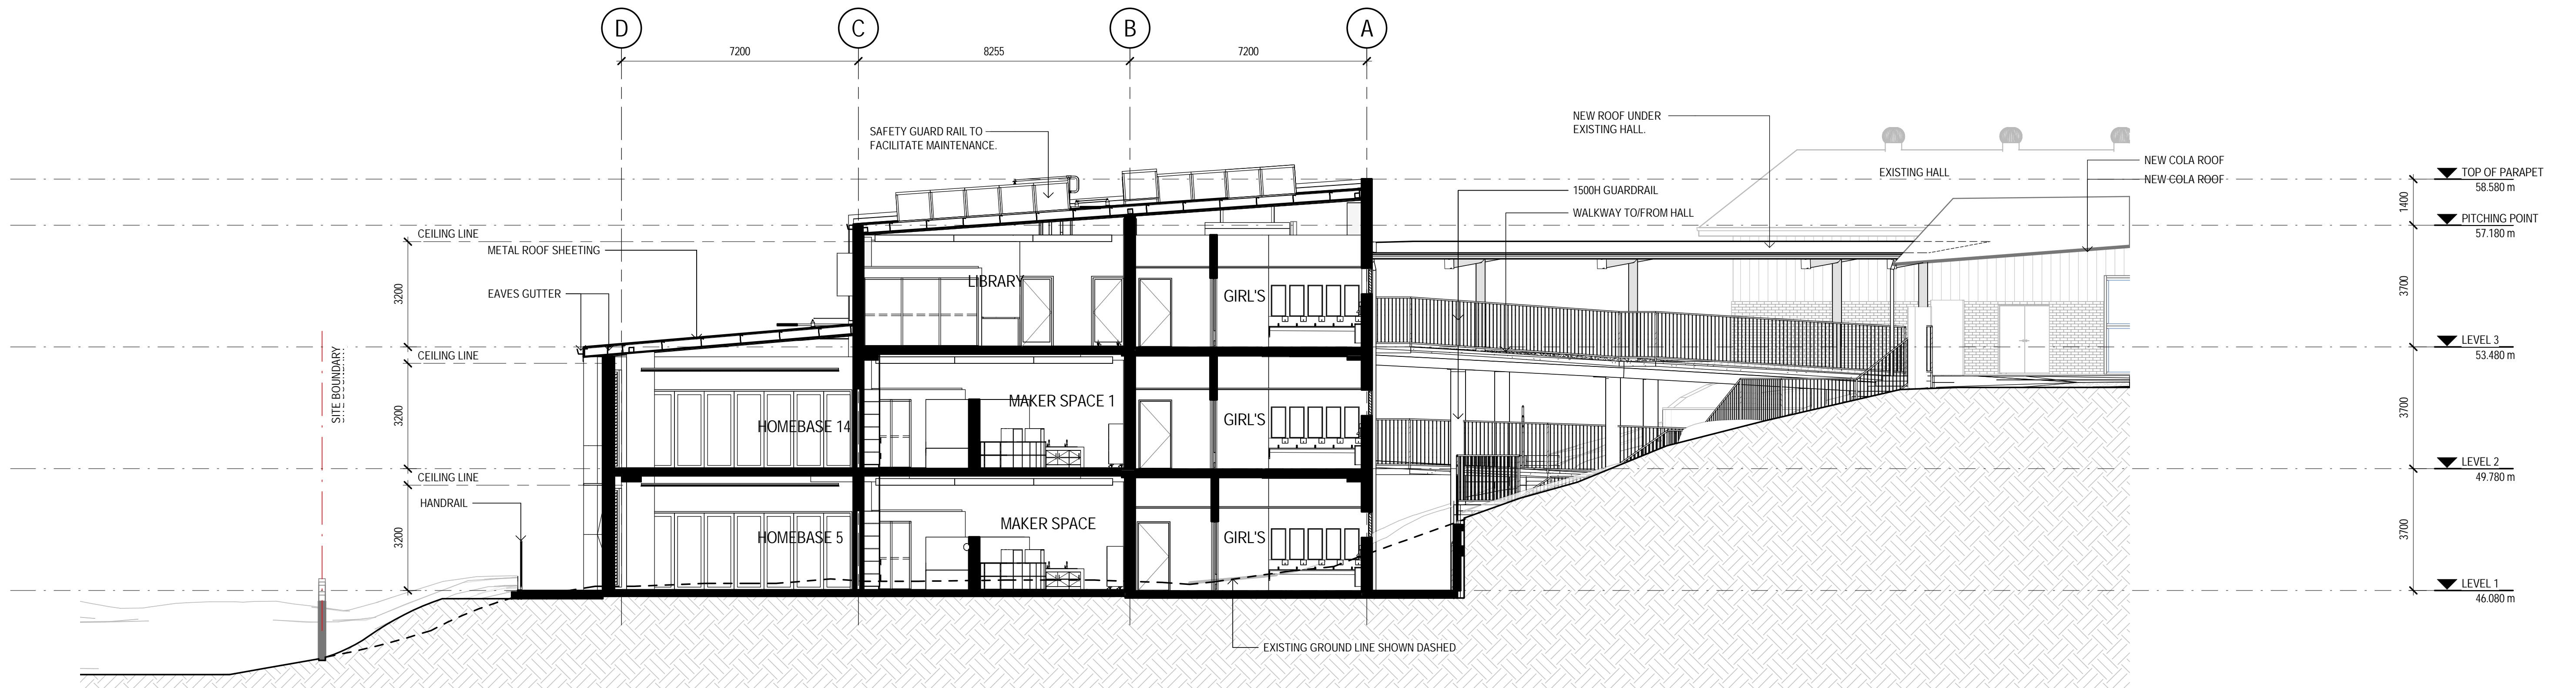 D
C
B
A
7200
8255
7200
SAFETY GUARD RAIL TO
FACILITATE MAINTENANCE.
NEW ROOF UNDER
EXISTING HALL.
EXISTING HALL
NEW COLA ROOF
NEW COLA ROOF
TOP OF PARAPET
58.580 m
1400
1500H GUARDRAIL
WALKWAY TO/FROM HALL
PITCHING POINT
57.180 m
CEILING LINE
METAL ROOF SHEETING
EAVES GUTTER
3200
LIBRARY
GIRL'S
3700
LEVEL 3
53.480 m
CEILING LINE
SITE BOUNDARY
3200
HOMEBASE 14
MAKER SPACE 1
GIRL'S
3700
LEVEL 2
49.780 m
CEILING LINE
HANDRAIL
3200
HOMEBASE 5
MAKER SPACE
GIRL'S
3700
LEVEL 1
46.080 m
EXISTING GROUND LINE SHOWN DASHED